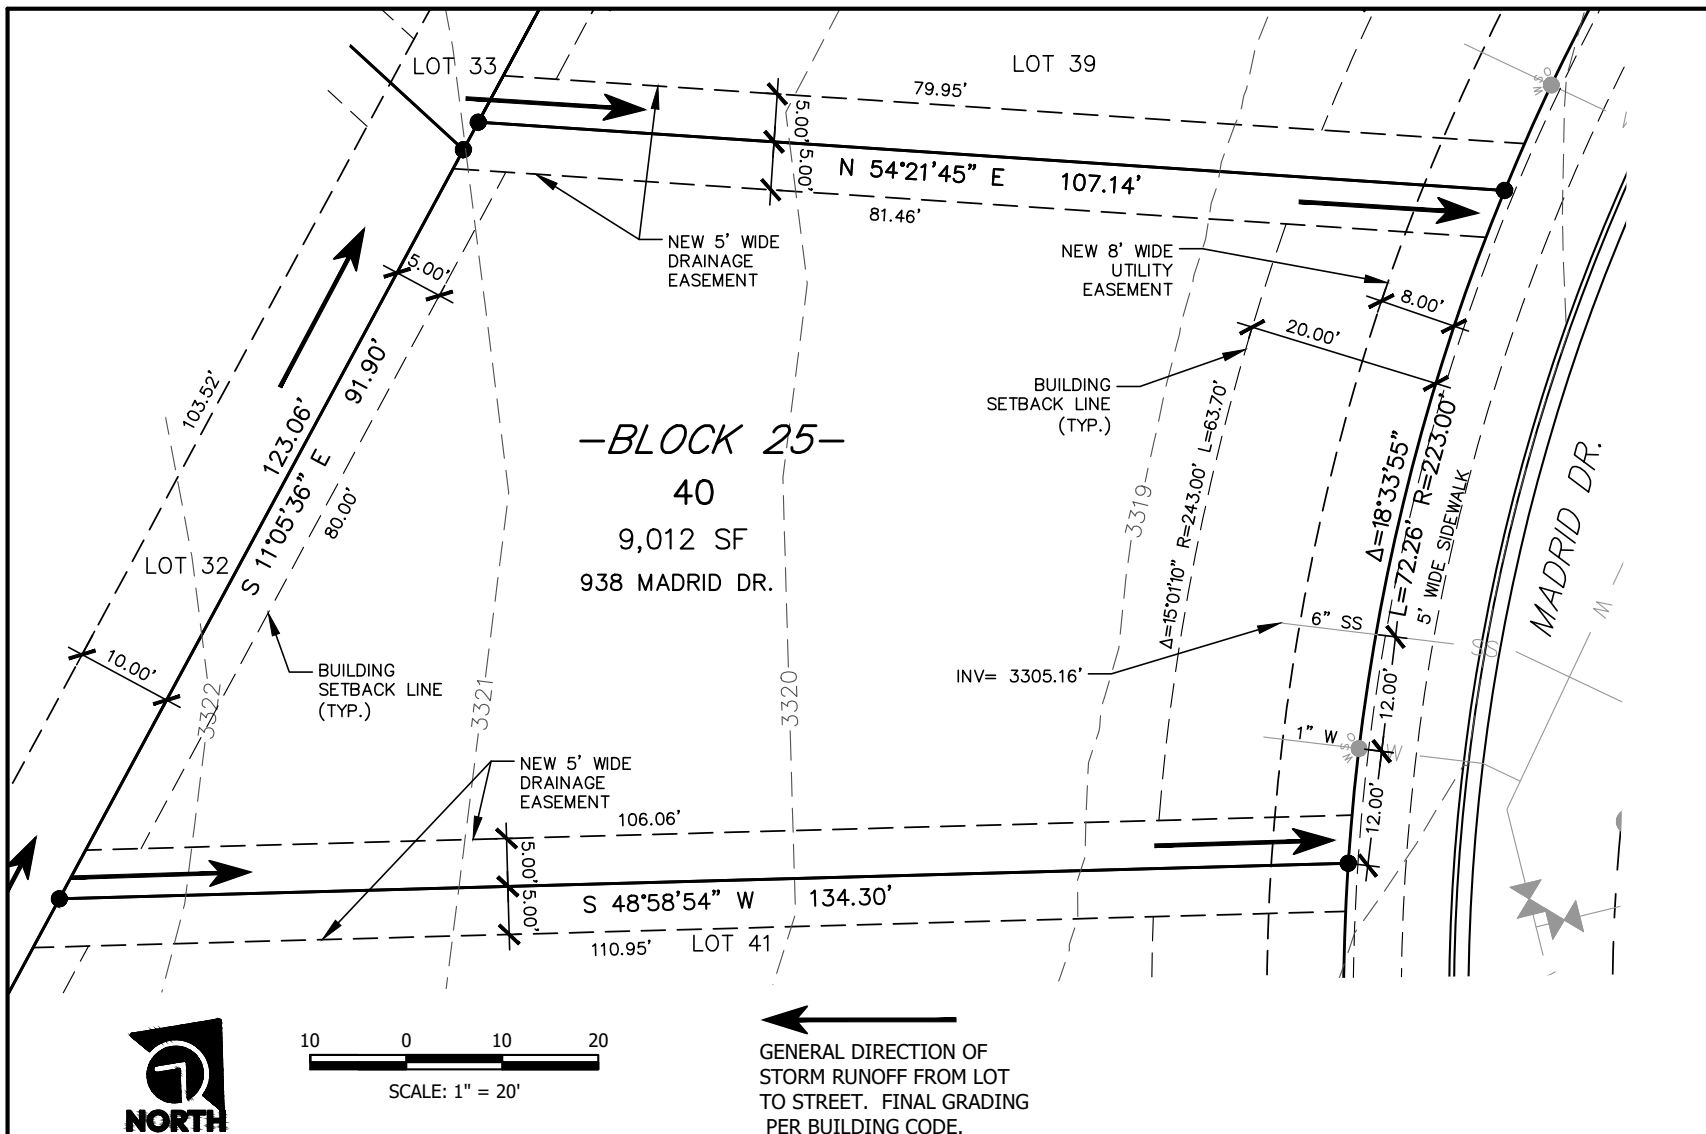 LOT 33
LOT 39
79.95'
5.00'
5.00'
N 54°21'45" E 107.14'
81.46'
NEW 5' WIDE
DRAINAGE
EASEMENT
NEW 8' WIDE
UTILITY
EASEMENT
5.00'
8.00'
20.00'
103.52'
123.06'
91.90'
S 11°05'36" E
80.00'
BUILDING
SETBACK LINE
(TYP.)
-BLOCK 25-
40
9,012 SF
938 MADRID DR.
3319
Δ=15°01'10" R=243.00' L=63.70'
Δ=18°33'55"
L=72.26' R=223.00'
5' WIDE SIDEWALK
MADRID DR.
LOT 32
10.00'
BUILDING
SETBACK LINE
(TYP.)
3322
3321
3320
6" SS
SS
W
INV= 3305.16'
12.00'
1" W
W
12.00'
NEW 5' WIDE
DRAINAGE
EASEMENT
106.06'
5.00'
5.00'
S 48°58'54" W 134.30'
110.95' LOT 41
NORTH
10 0 10 20
SCALE: 1" = 20'
GENERAL DIRECTION OF
STORM RUNOFF FROM LOT
TO STREET. FINAL GRADING
PER BUILDING CODE.